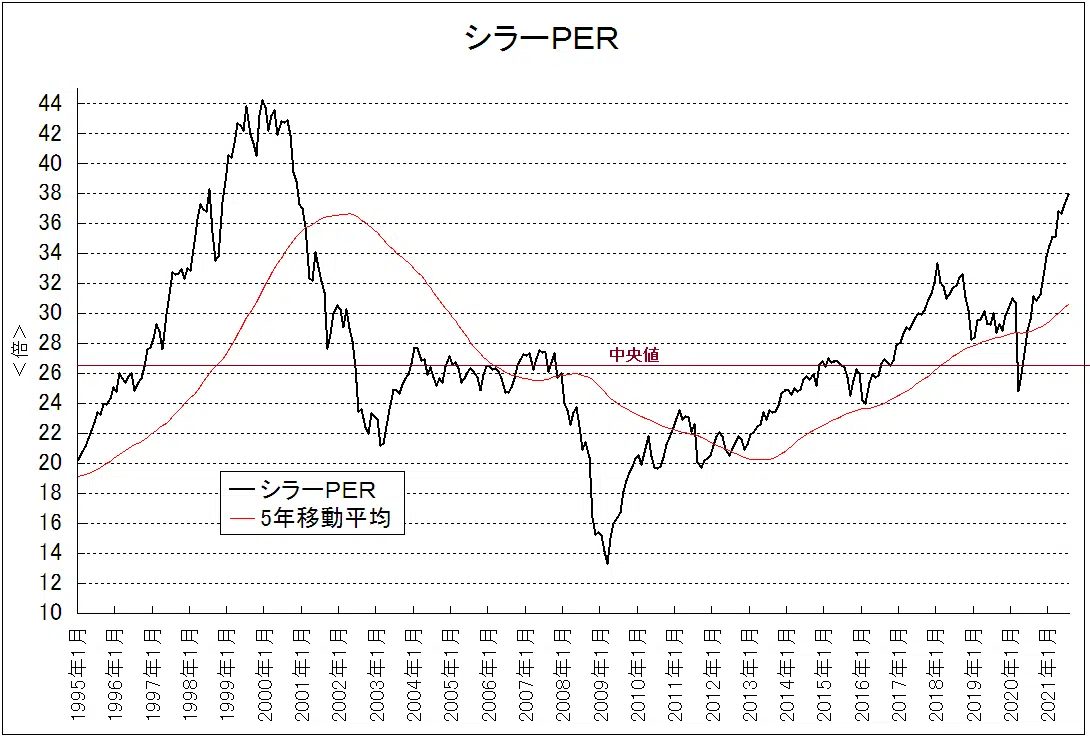 シラーPER
<倍>
44
42
40
38
36
34
32
30
28
26
24
22
20
18
16
14
12
10
中央値
シラーPER
5年移動平均
1995年1月
1996年1月
1997年1月
1998年1月
1999年1月
2000年1月
2001年1月
2002年1月
2003年1月
2004年1月
2005年1月
2006年1月
2007年1月
2008年1月
2009年1月
2010年1月
2011年1月
2012年1月
2013年1月
2014年1月
2015年1月
2016年1月
2017年1月
2018年1月
2019年1月
2020年1月
2021年1月